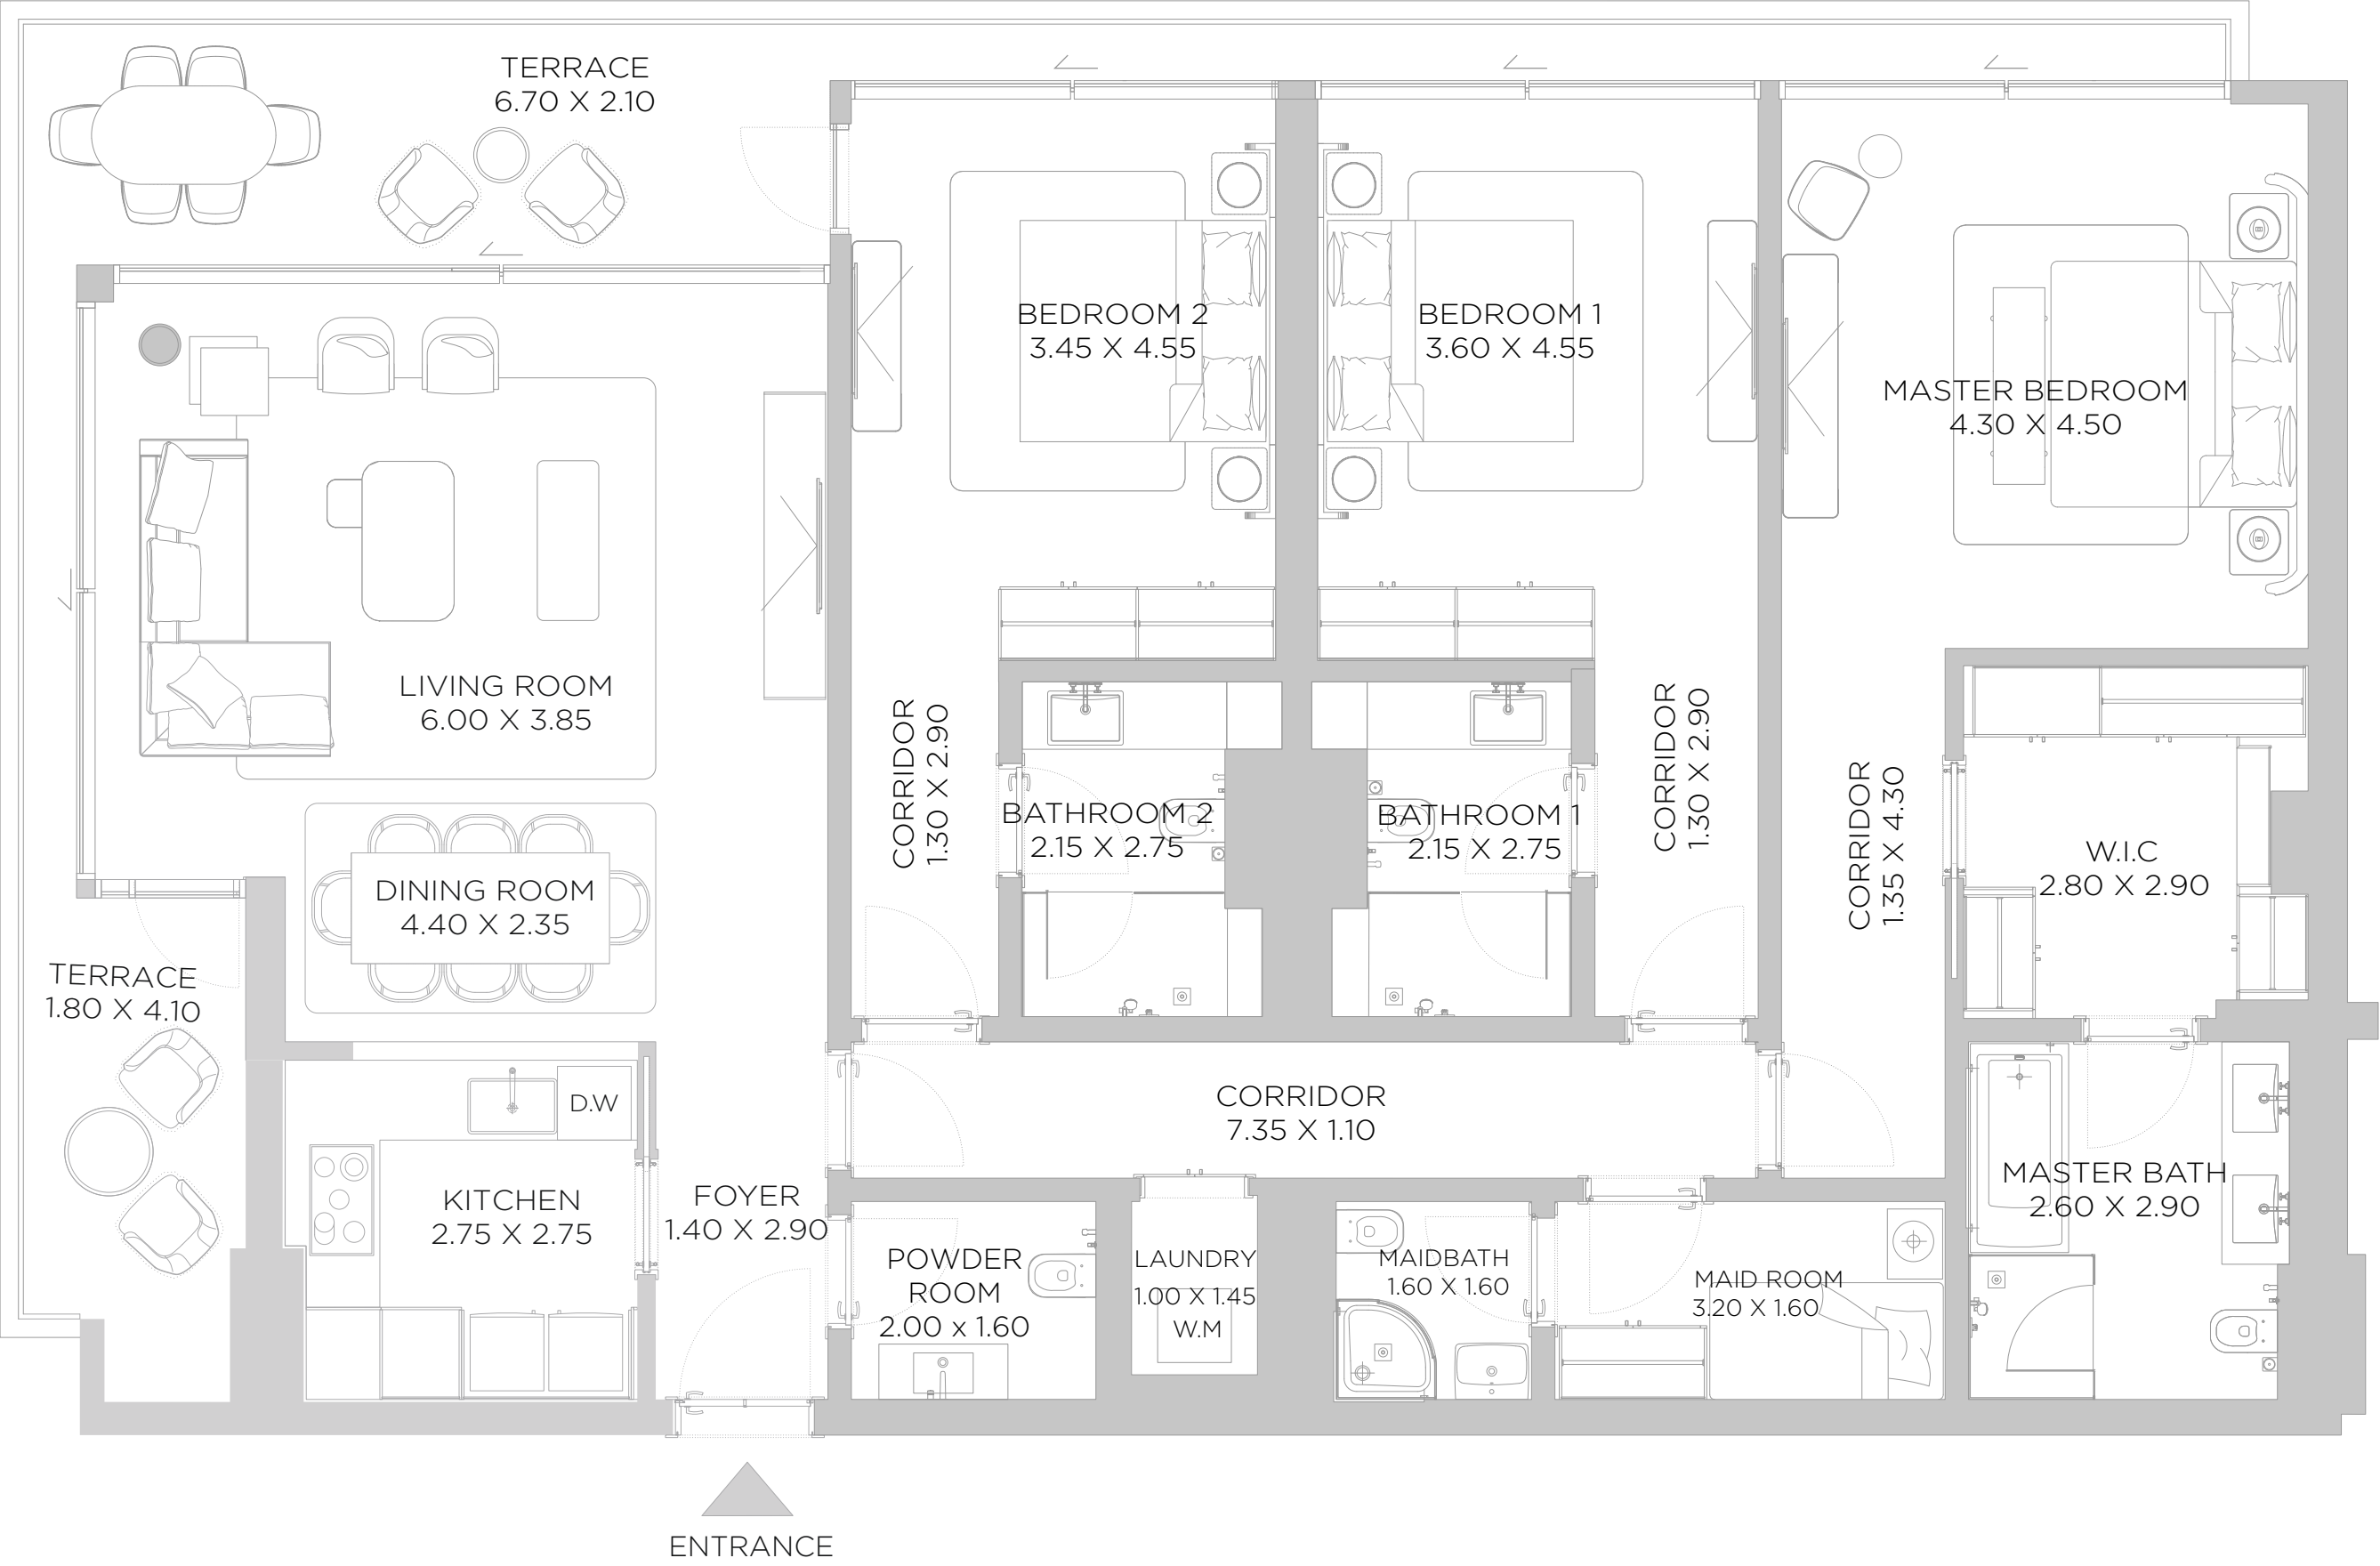 TERRACE
6.70 X 2.10
BEDROOM 2
3.45 X 4.55
BEDROOM 1
3.60 X 4.55
MASTER BEDROOM
4.30 X 4.50
LIVING ROOM
6.00 X 3.85
CORRIDOR
1.30 X 2.90
BATHROOM 2
2.15 X 2.75
BATHROOM 1
2.15 X 2.75
CORRIDOR
1.30 X 2.90
CORRIDOR
1.35 X 4.30
W.I.C
2.80 X 2.90
DINING ROOM
4.40 X 2.35
TERRACE
1.80 X 4.10
D.W
KITCHEN
2.75 X 2.75
FOYER
1.40 X 2.90
CORRIDOR
7.35 X 1.10
POWDER
ROOM
2.00 x 1.60
LAUNDRY
1.00 X 1.45
W.M
MAIDBATH
1.60 X 1.60
MAID ROOM
3.20 X 1.60
MASTER BATH
2.60 X 2.90
ENTRANCE